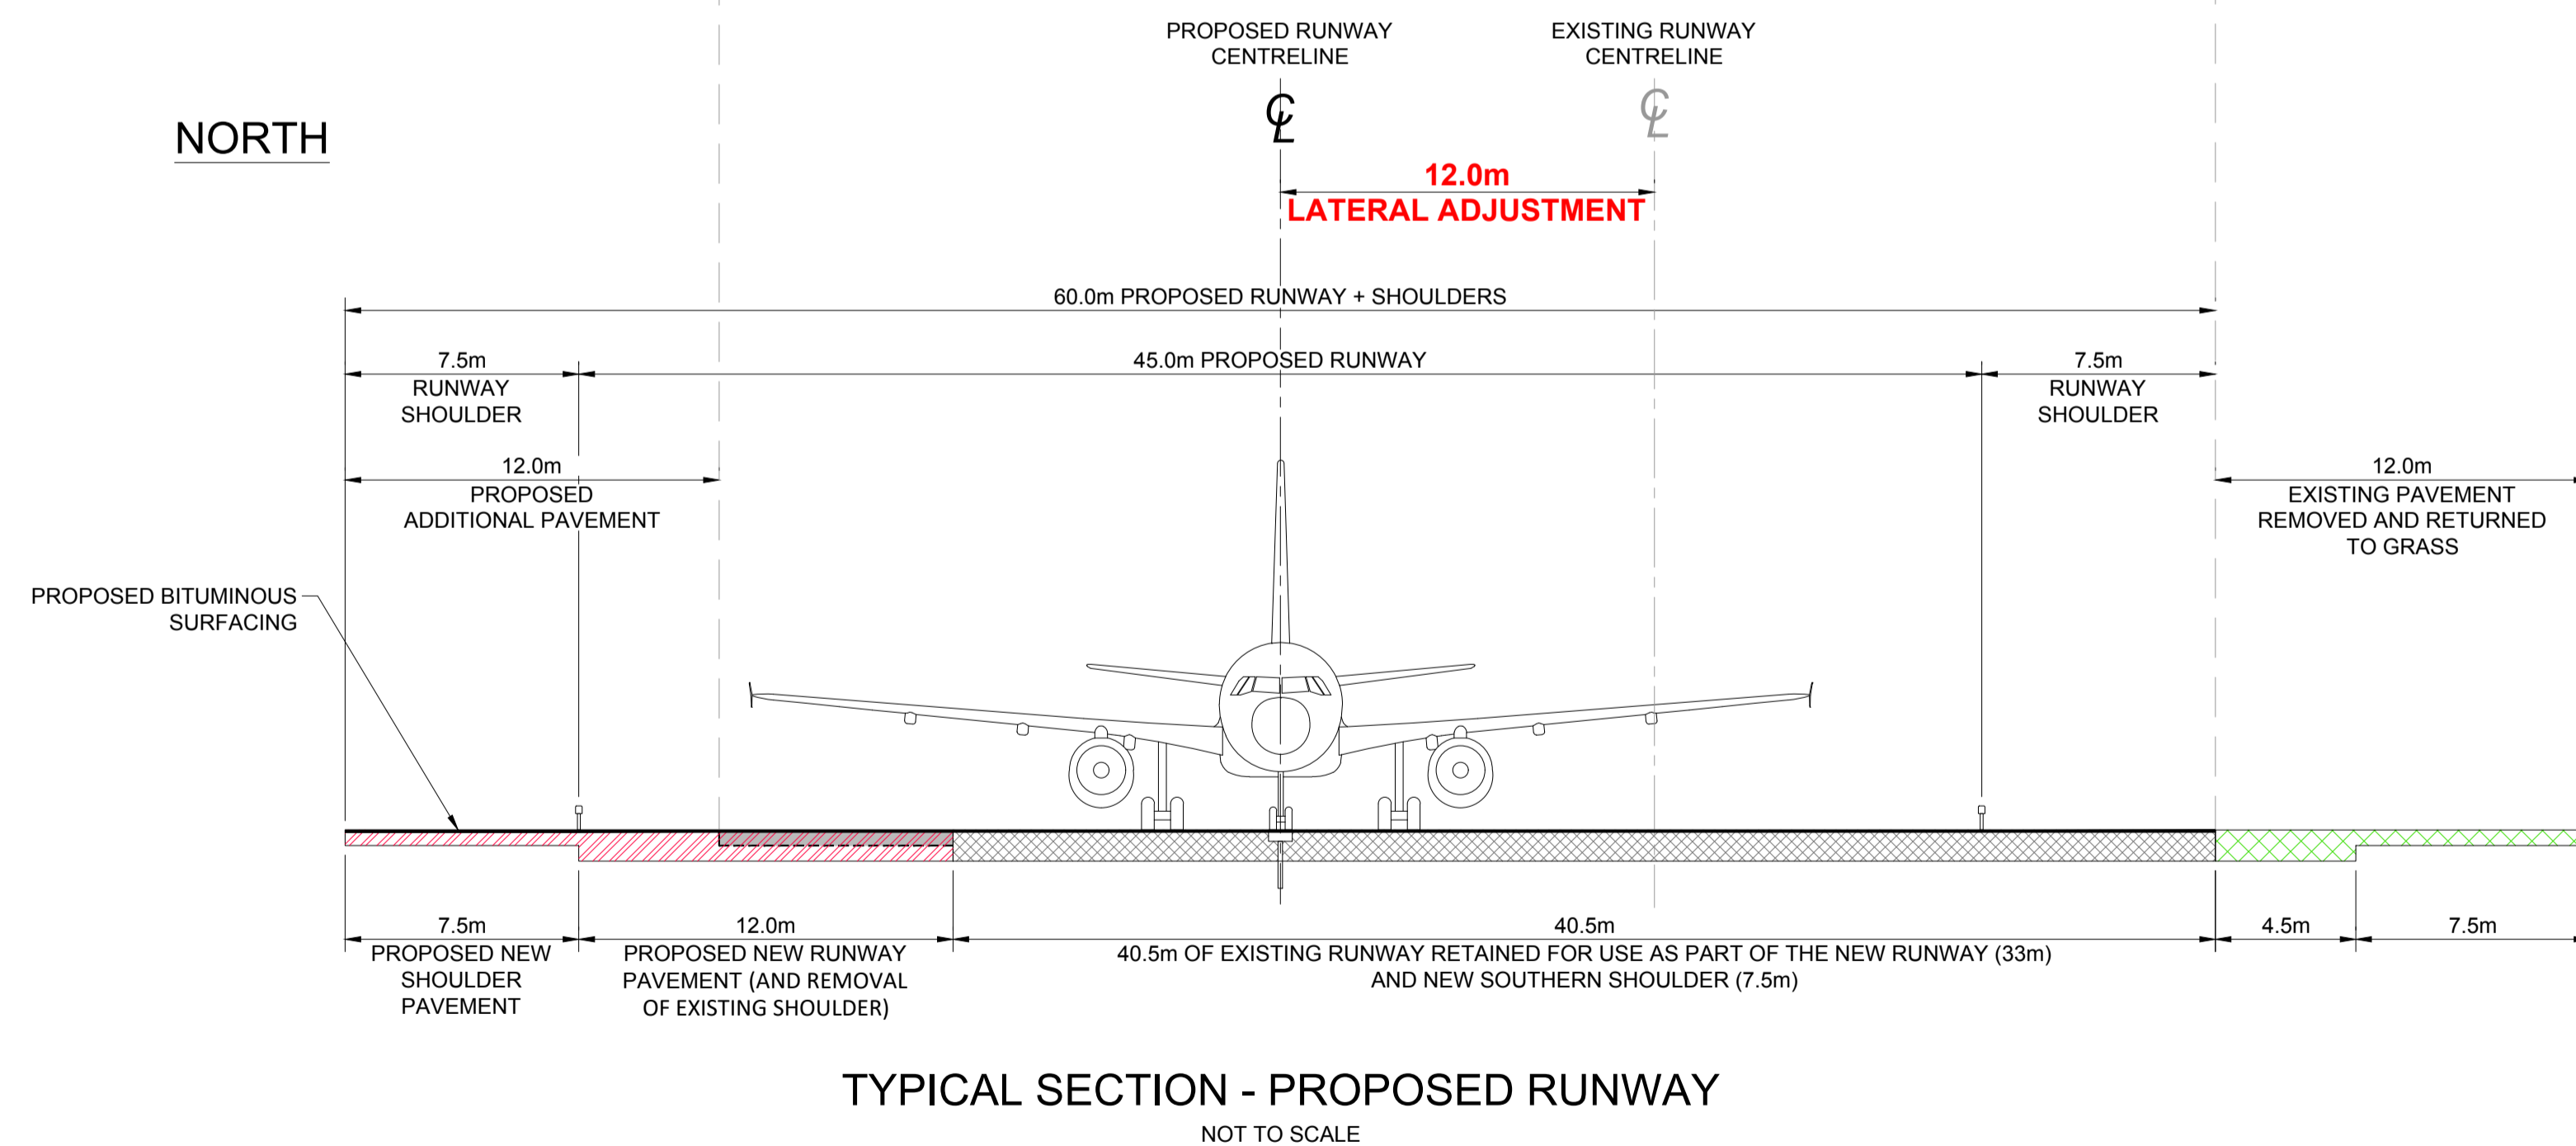 PROPOSED RUNWAY
CENTRELINE
EXISTING RUNWAY
CENTRELINE
NORTH
12.0m
LATERAL ADJUSTMENT
60.0m PROPOSED RUNWAY + SHOULDERS
7.5m
RUNWAY
SHOULDER
45.0m PROPOSED RUNWAY
7.5m
RUNWAY
SHOULDER
12.0m
PROPOSED
ADDITIONAL PAVEMENT
12.0m
EXISTING PAVEMENT
REMOVED AND RETURNED
TO GRASS
PROPOSED BITUMINOUS
SURFACING
7.5m
PROPOSED NEW
SHOULDER
PAVEMENT
12.0m
PROPOSED NEW RUNWAY
PAVEMENT (AND REMOVAL
OF EXISTING SHOULDER)
40.5m
40.5m OF EXISTING RUNWAY RETAINED FOR USE AS PART OF THE NEW RUNWAY (33m)
AND NEW SOUTHERN SHOULDER (7.5m)
4.5m
7.5m
TYPICAL SECTION - PROPOSED RUNWAY
NOT TO SCALE